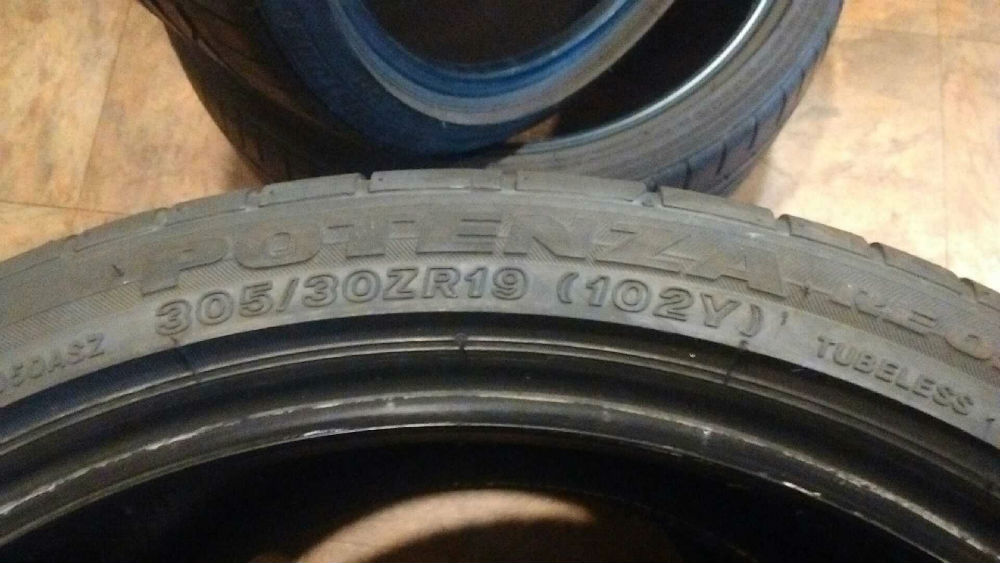 POTENZA
305/30ZR19 (102Y)
TUBELESS